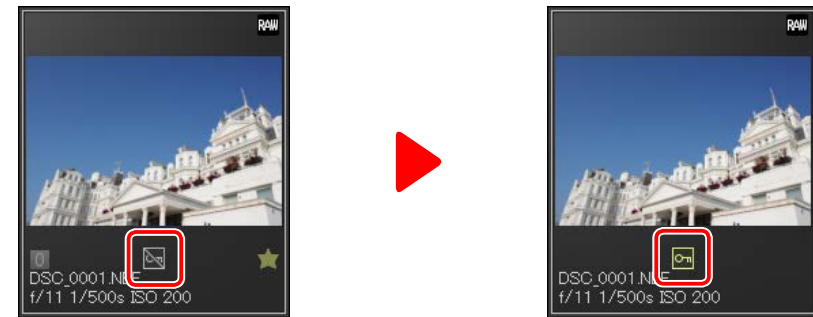 RAW
0
DSC_0001.NEF
f/11 1/500s ISO 200
RAW
DSC_0001.NEF
f/11 1/500s ISO 200